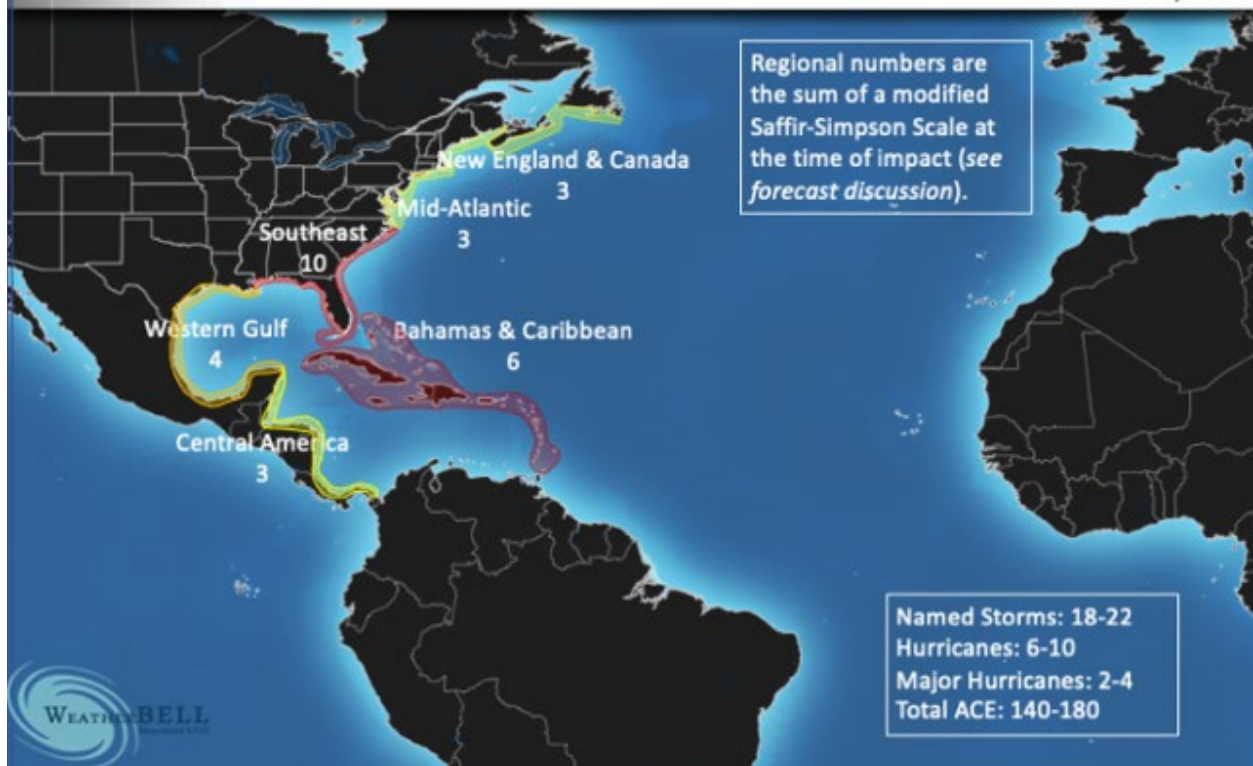 Regional numbers are
the sum of a modified
Saffir-Simpson Scale at
the time of impact (see
forecast discussion).
New England & Canada
3
Mid-Atlantic
3
Southeast
10
Western Gulf
4
Bahamas & Caribbean
6
Central America
3
Named Storms: 18-22
Hurricanes: 6-10
Major Hurricanes: 2-4
Total ACE: 140-180
WEATHERBELL